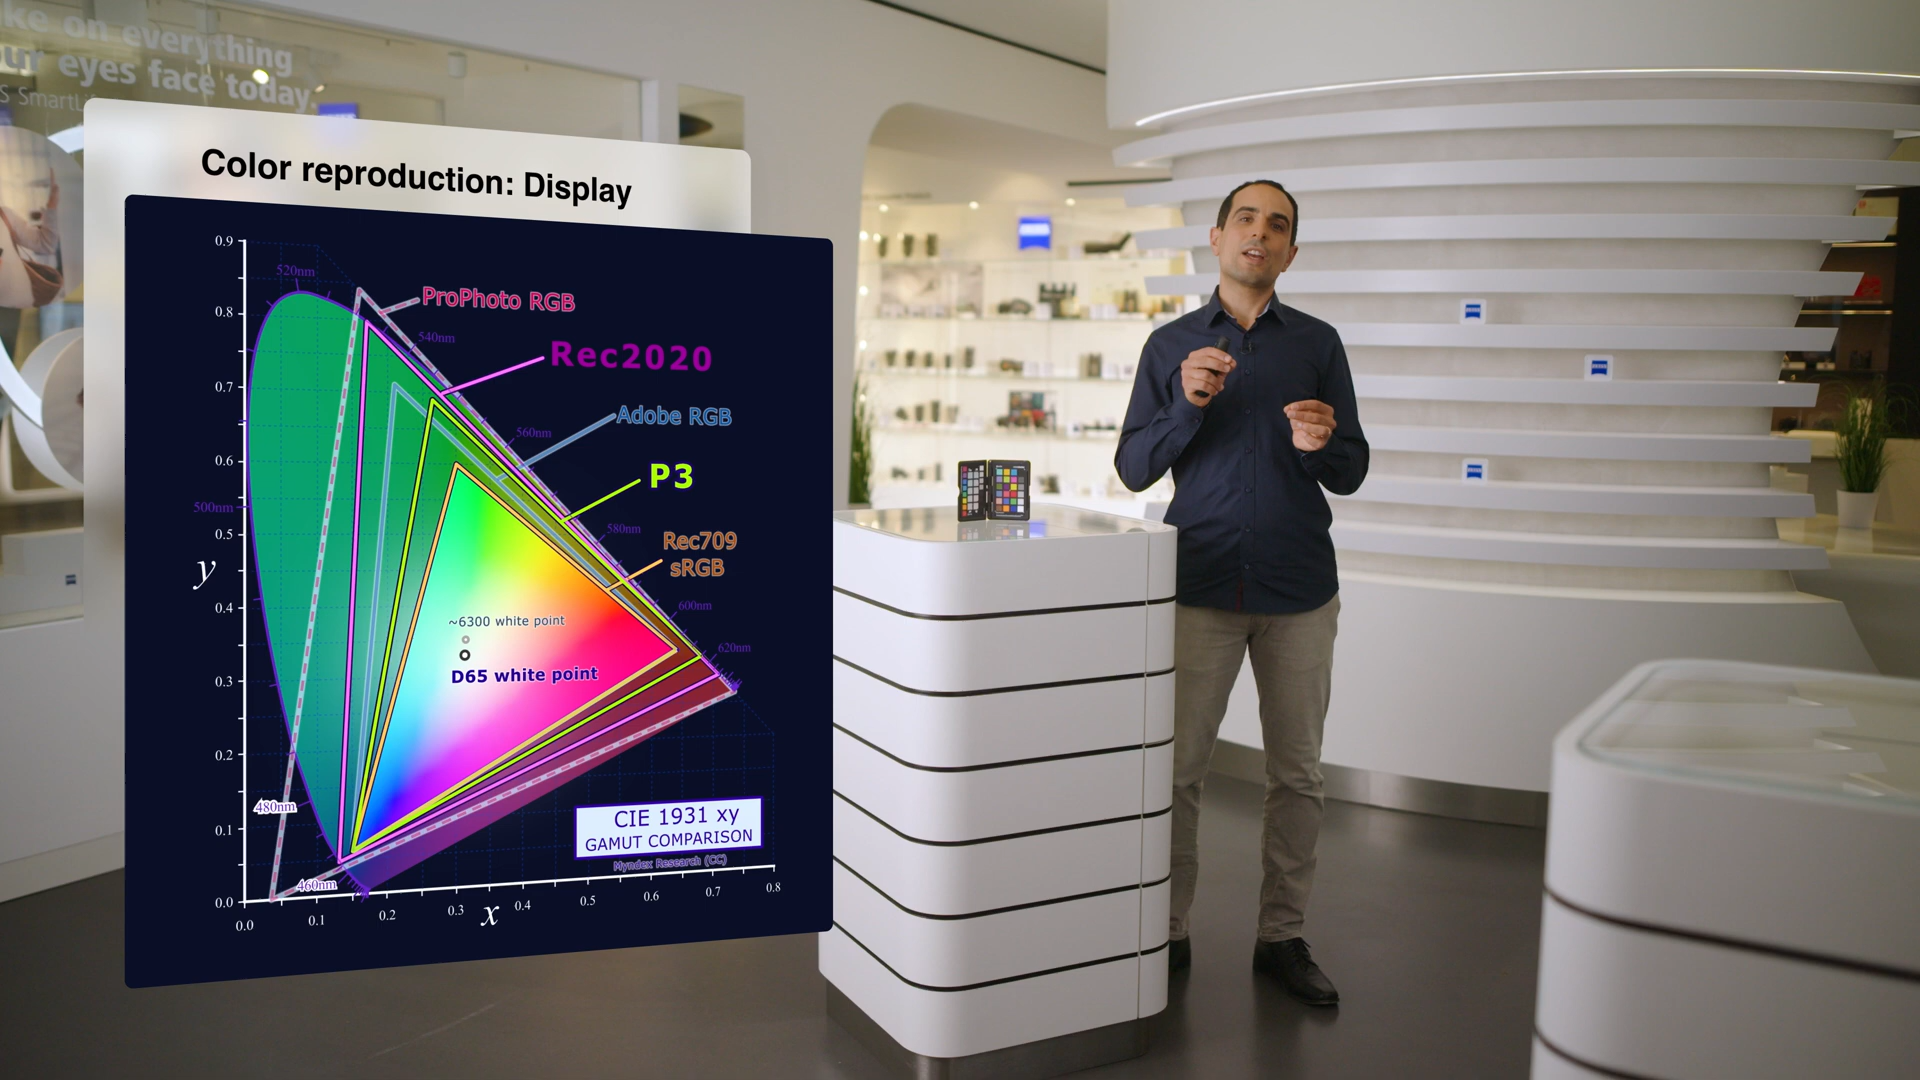 ke on everything
ur eyes face today.
S SmartLi
Color reproduction: Display
0.9
520nm
ProPhoto RGB
0.8
540nm
Rec2020
0.7
Adobe RGB
560nm
0.6
P3
500nm
0.5
580nm
Rec709
sRGB
y
0.4
600nm
~6300 white point
620nm
D65 white point
0.3
0.2
480nm
0.1
CIE 1931 xy
GAMUT COMPARISON
Myndex Research (CC)
460nm
0.0
0.0 0.1 0.2 0.3 0.4 0.5 0.6 0.7 0.8
x